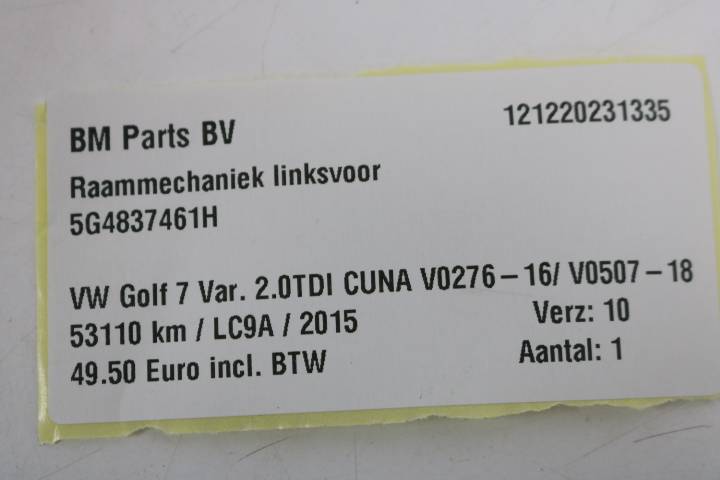 BM Parts BV 121220231335
Raammechaniek linksvoor
5G4837461H
VW Golf 7 Var. 2.0TDI CUNA V0276-16/ V0507-18
53110 km / LC9A / 2015 Verz: 10
49.50 Euro incl. BTW Aantal: 1